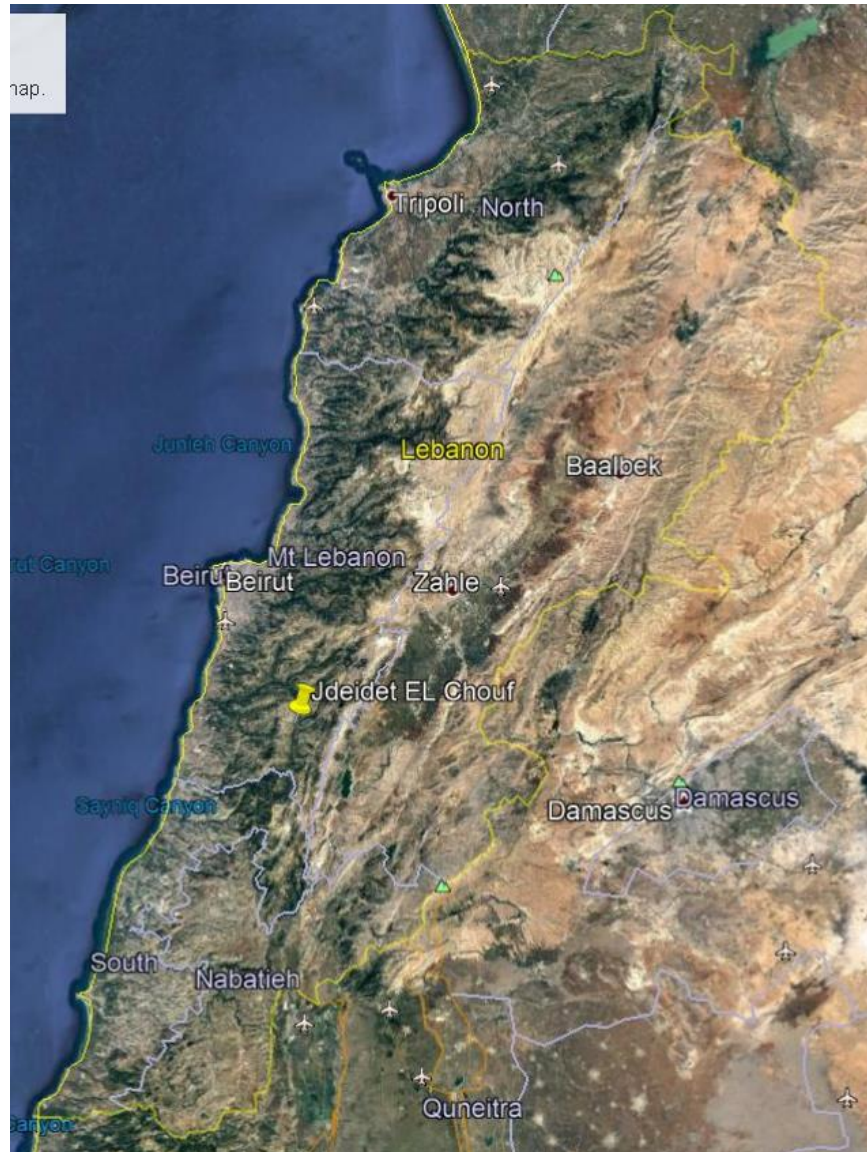 nap.
Tripoli
North
Junieh Canyon
Lebanon
Baalbek
rut Canyon
Mt Lebanon
Beirut
Beirut
Zahle
Jdeidet EL Chouf
Sayniq Canyon
Damascus
Damascus
South
Nabatieh
Quneitra
Canyon